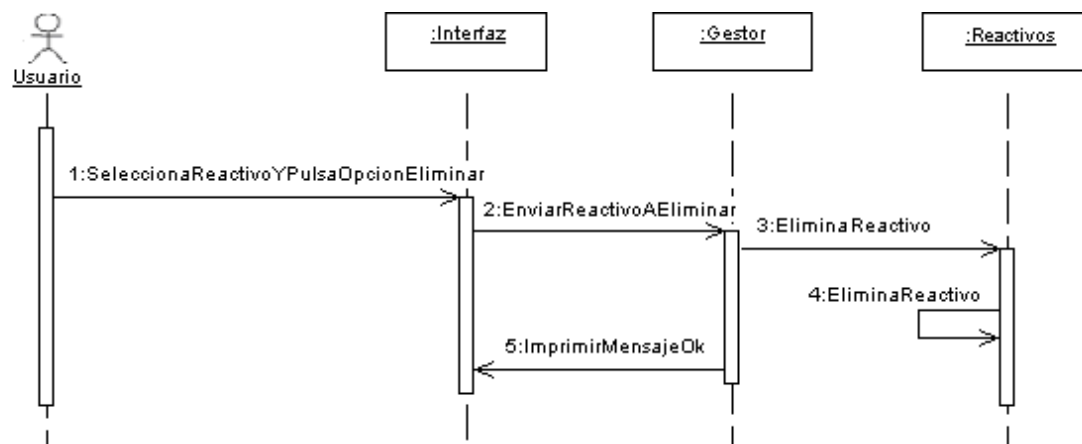 Usuario
:Interfaz
:Gestor
:Reactivos
1:SeleccionaReactivoYPulsaOpcionEliminar
2:EnviarReactivoAEliminar
3:EliminaReactivo
4:EliminaReactivo
5:ImprimirMensajeOk